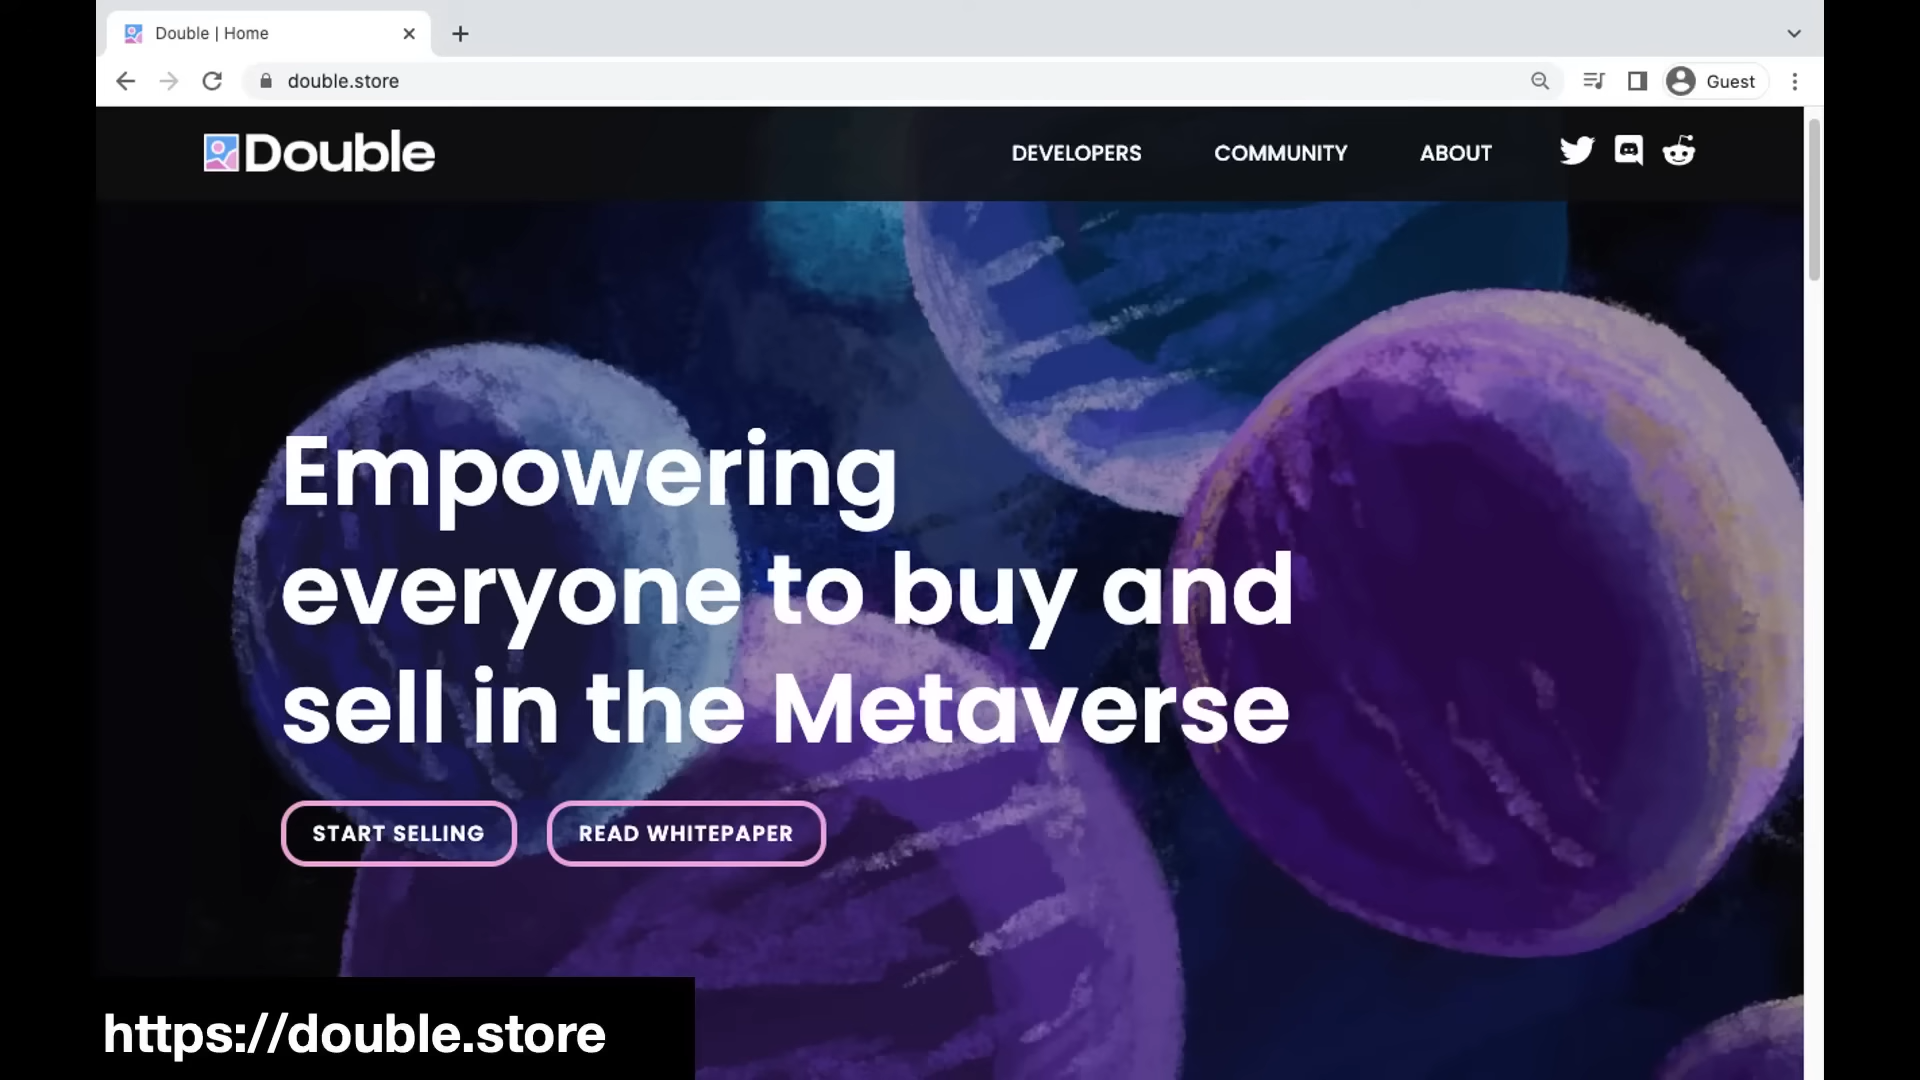 Double | Home
double.store
Guest
Double
DEVELOPERS
COMMUNITY
ABOUT
Empowering
everyone to buy and
sell in the Metaverse
START SELLING
READ WHITEPAPER
https://double.store